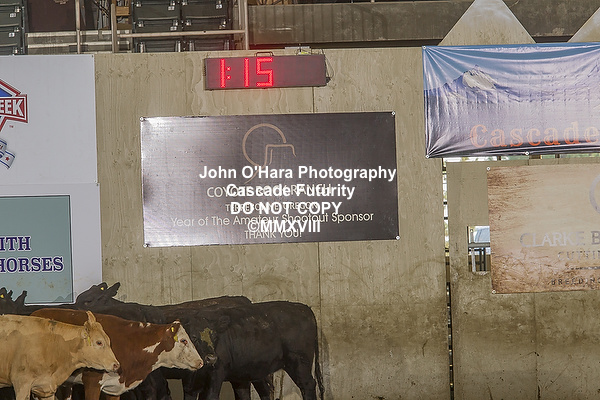 1:15
EEK
John O'Hara Photography
Cascade Futurity
DO NOT COPY
©MMXVIII
RANCH
Year of The Amateur Shootout Sponsor
THANK YOU!
Cascade
ITH
HORSES
CLARKE B